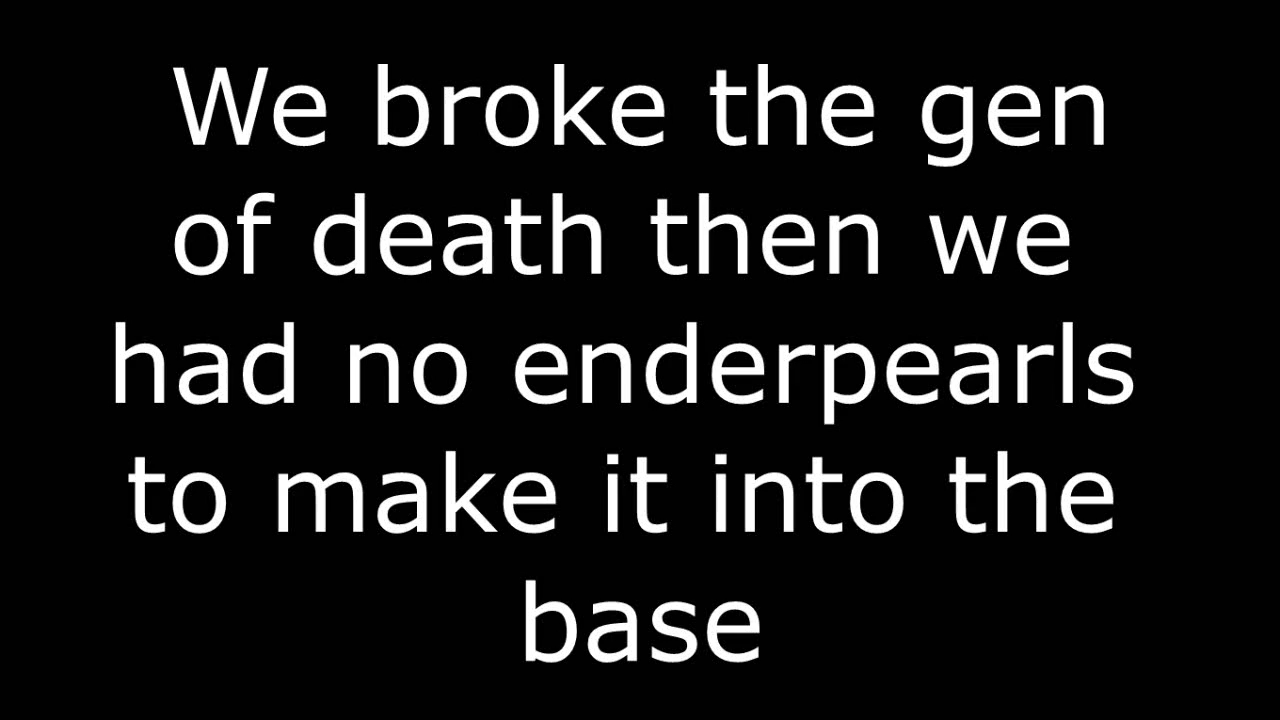 We broke the gen
of death then we
had no enderpearls
to make it into the
base